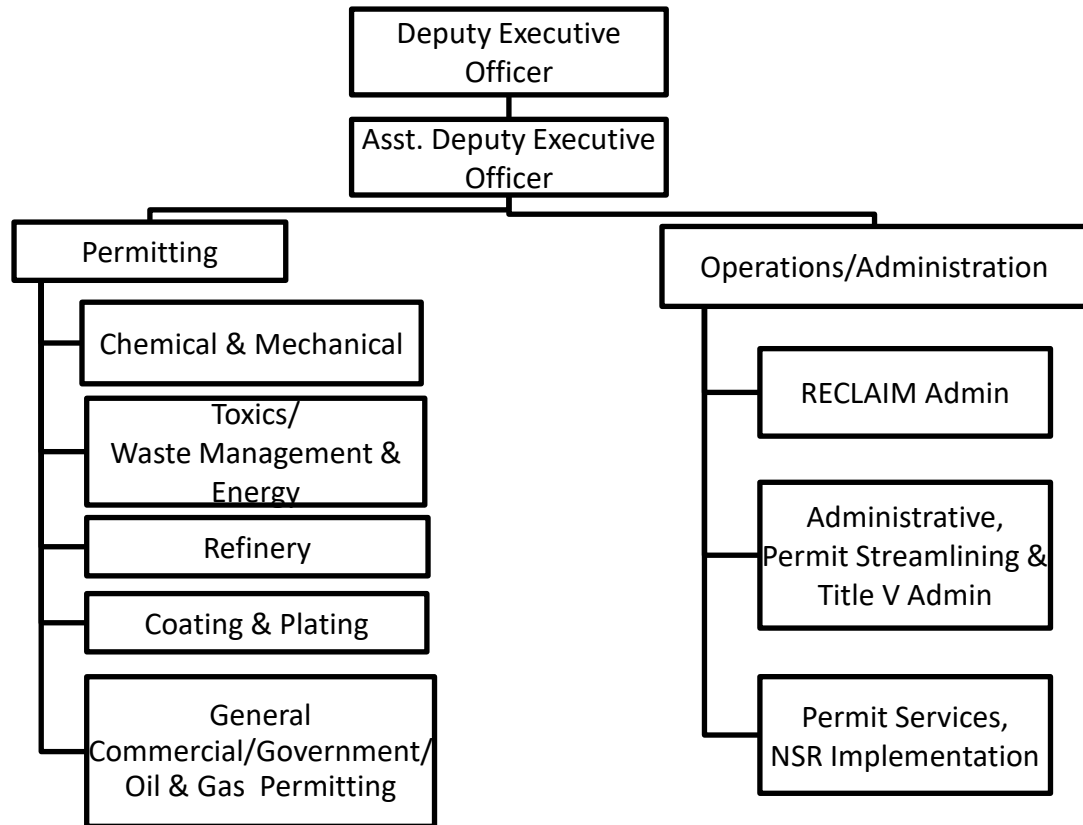 Deputy Executive
Officer
Asst. Deputy Executive
Officer
Permitting
Chemical & Mechanical
Toxics/
Waste Management &
Energy
Refinery
Coating & Plating
General
Commercial/Government/
Oil & Gas  Permitting
Operations/Administration
RECLAIM Admin
Administrative,
Permit Streamlining &
Title V Admin
Permit Services,
NSR Implementation